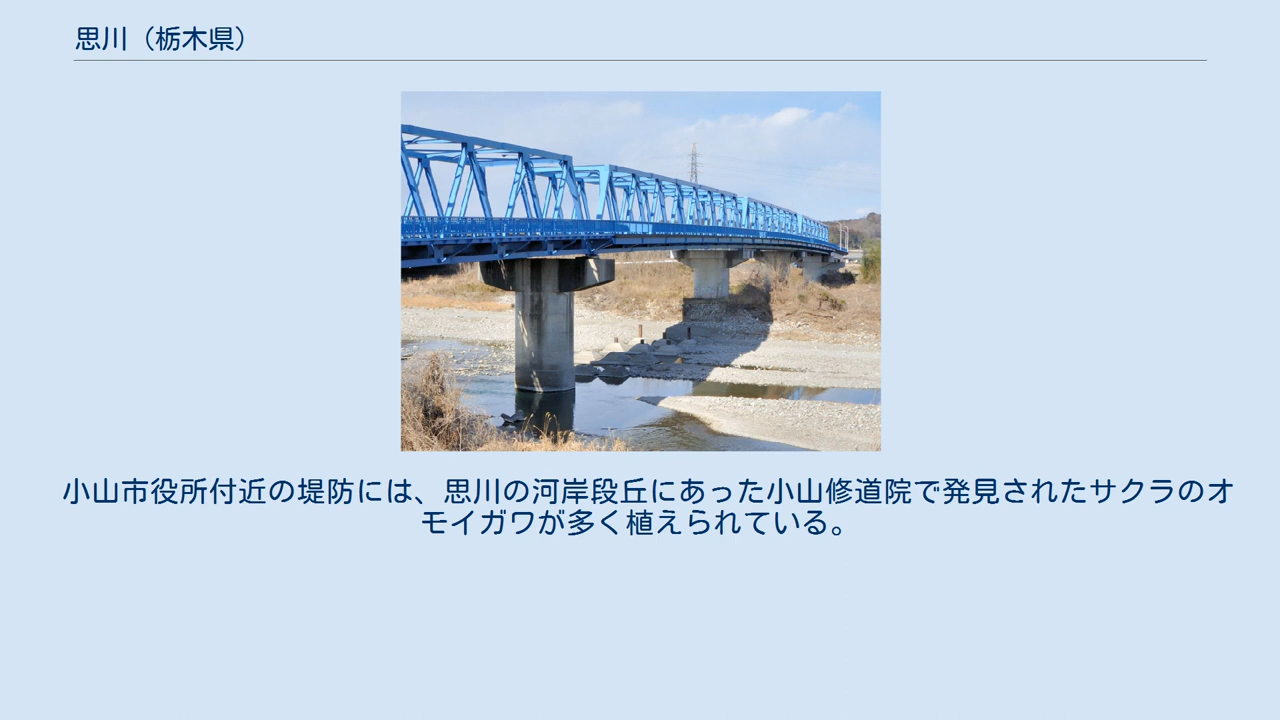 思川（栃木県）
小山市役所付近の堤防には、思川の河岸段丘にあった小山修道院で発見されたサクラのオ
モイガワが多く植えられている。